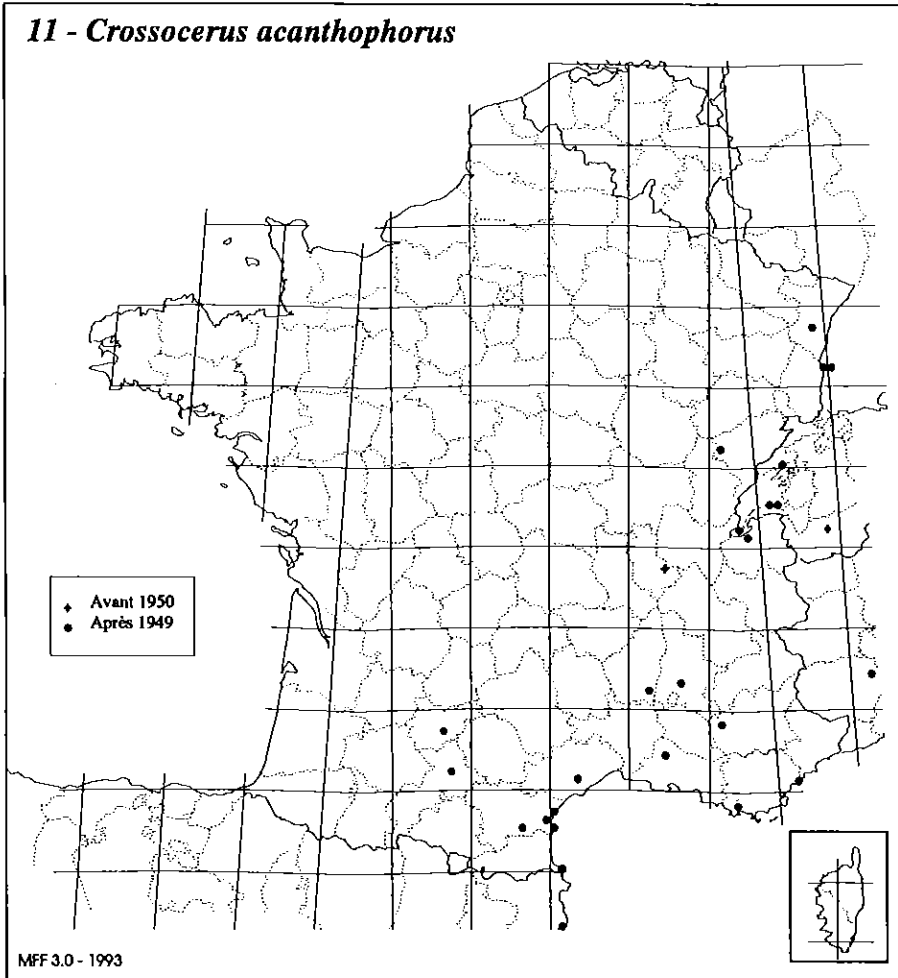 11 - Crossocerus acanthophorus
Avant 1950
Après 1949
MFF 3.0 - 1993